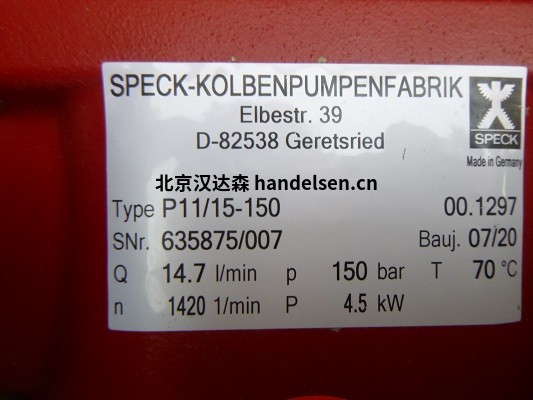 SPECK-KOLBENPUMPENFABRIK
Elbestr. 39
D-82538 Geretsried
SPECK
Made in Germany
北京汉达森 handelsen.cn
Type P11/15-150 00.1297
SNr. 635875/007 Bauj. 07/20
Q 14.7 l/min p 150 bar T 70 °C
n 1420 1/min P 4.5 kW